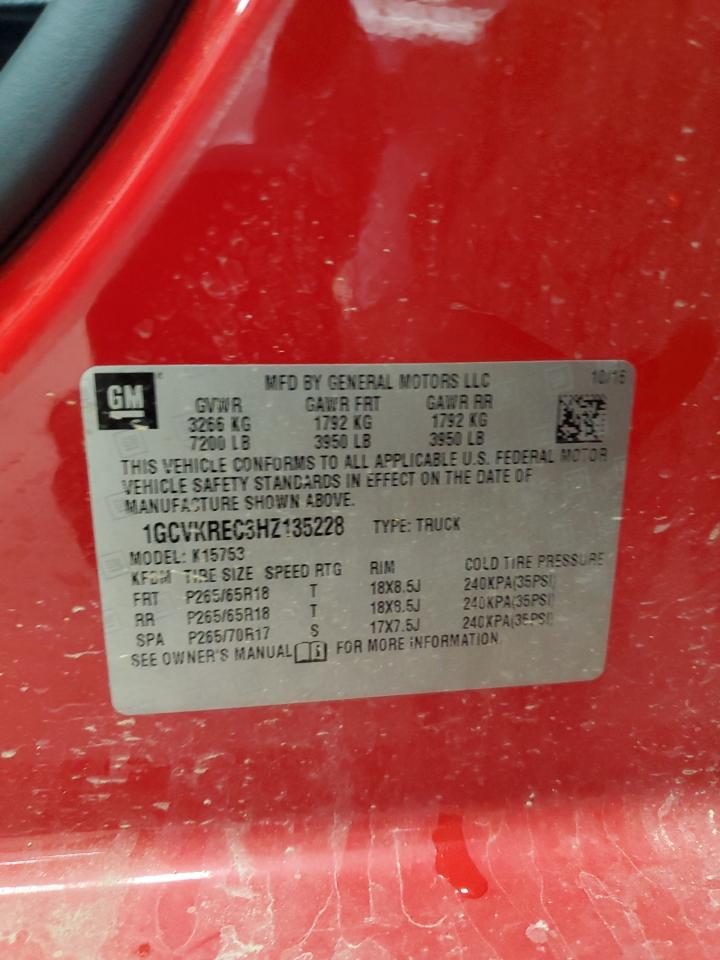 GM
MFD BY GENERAL MOTORS LLC 10/16
GVWR GAWR FRT GAWR RR
3266 KG 1792 KG 1792 KG
7200 LB 3950 LB 3950 LB
THIS VEHICLE CONFORMS TO ALL APPLICABLE U.S. FEDERAL MOTOR
VEHICLE SAFETY STANDARDS IN EFFECT ON THE DATE OF
MANUFACTURE SHOWN ABOVE.
1GCVKREC3HZ135228 TYPE: TRUCK
MODEL: K15753
TIRE SIZE SPEED RTG RIM COLD TIRE PRESSURE
FRT P265/65R18 T 18X8.5J 240KPA(35PSI)
RR P265/65R18 T 18X8.5J 240KPA(35PSI)
SPA P265/70R17 S 17X7.5J 240KPA(35PSI)
SEE OWNER'S MANUAL FOR MORE INFORMATION